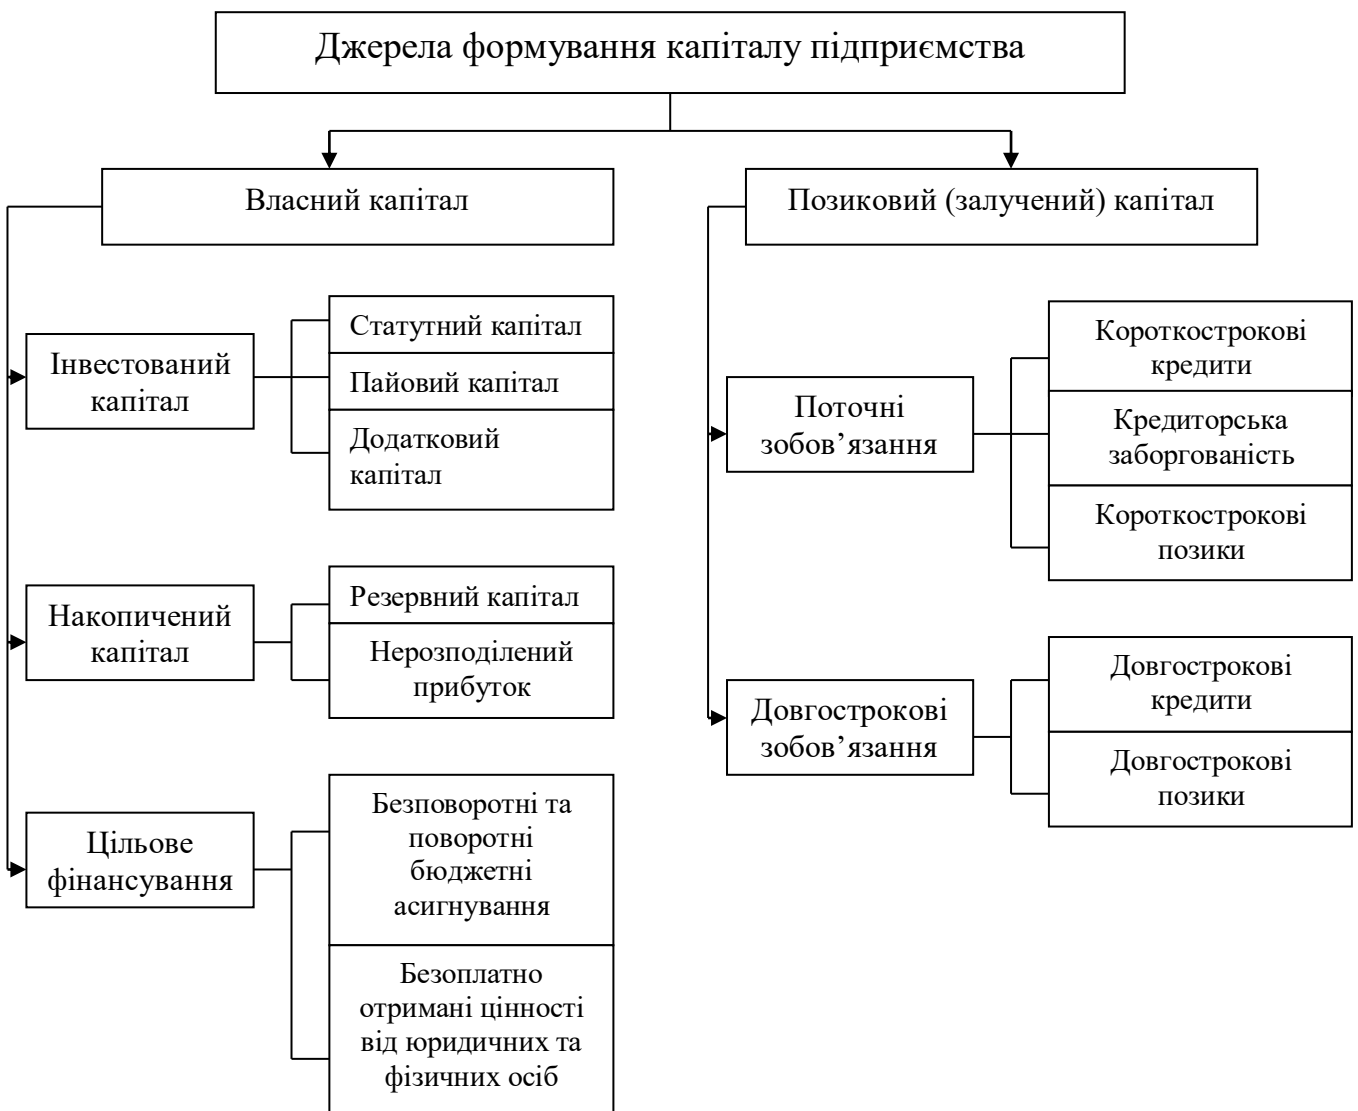 Джерела формування капіталу підприємства
Власний капітал
Інвестований
капітал
Статутний капітал
Пайовий капітал
Додатковий
капітал
Накопичений
капітал
Резервний капітал
Нерозподілений
прибуток
Цільове
фінансування
Безповоротні та
поворотні
бюджетні
асигнування
Безоплатно
отримані цінності
від юридичних та
фізичних осіб
Позиковий (залучений) капітал
Поточні
зобов’язання
Короткострокові
кредити
Кредиторська
заборгованість
Короткострокові
позики
Довгострокові
зобов’язання
Довгострокові
кредити
Довгострокові
позики